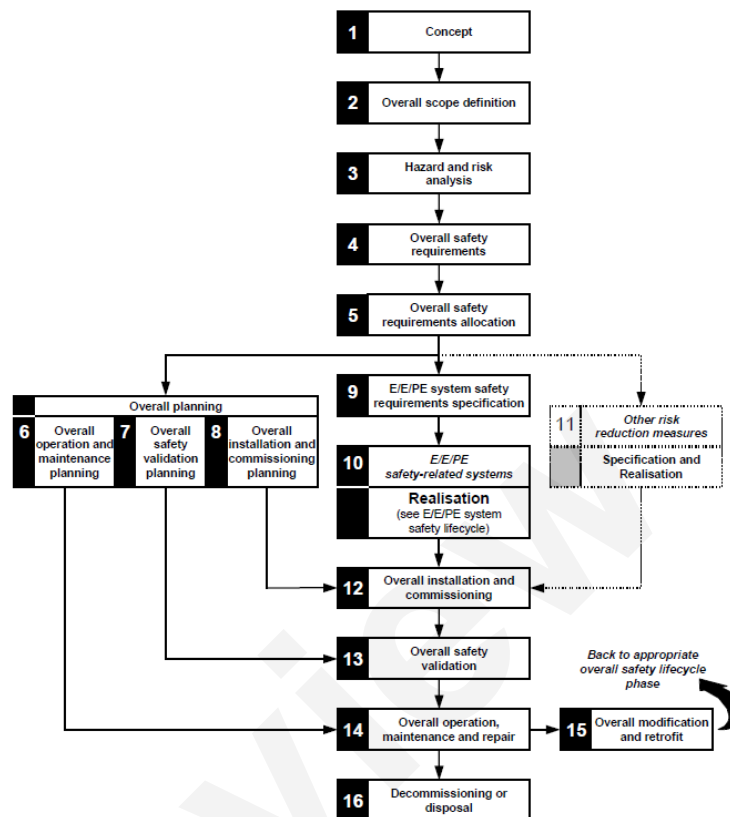 1
Concept
2
Overall scope definition
3
Hazard and risk
analysis
4
Overall safety
requirements
5
Overall safety
requirements allocation
Overall planning
6
Overall
operation and
maintenance
planning
7
Overall
safety
validation
planning
8
Overall
installation and
commissioning
planning
9
E/E/PE system safety
requirements specification
10
E/E/PE
safety-related systems
Realisation
(see E/E/PE system
safety lifecycle)
11
Other risk
reduction measures
Specification and
Realisation
12
Overall installation and
commissioning
13
Overall safety
validation
Back to appropriate
overall safety lifecycle
phase
14
Overall operation,
maintenance and repair
15
Overall modification
and retrofit
16
Decommissioning or
disposal
view